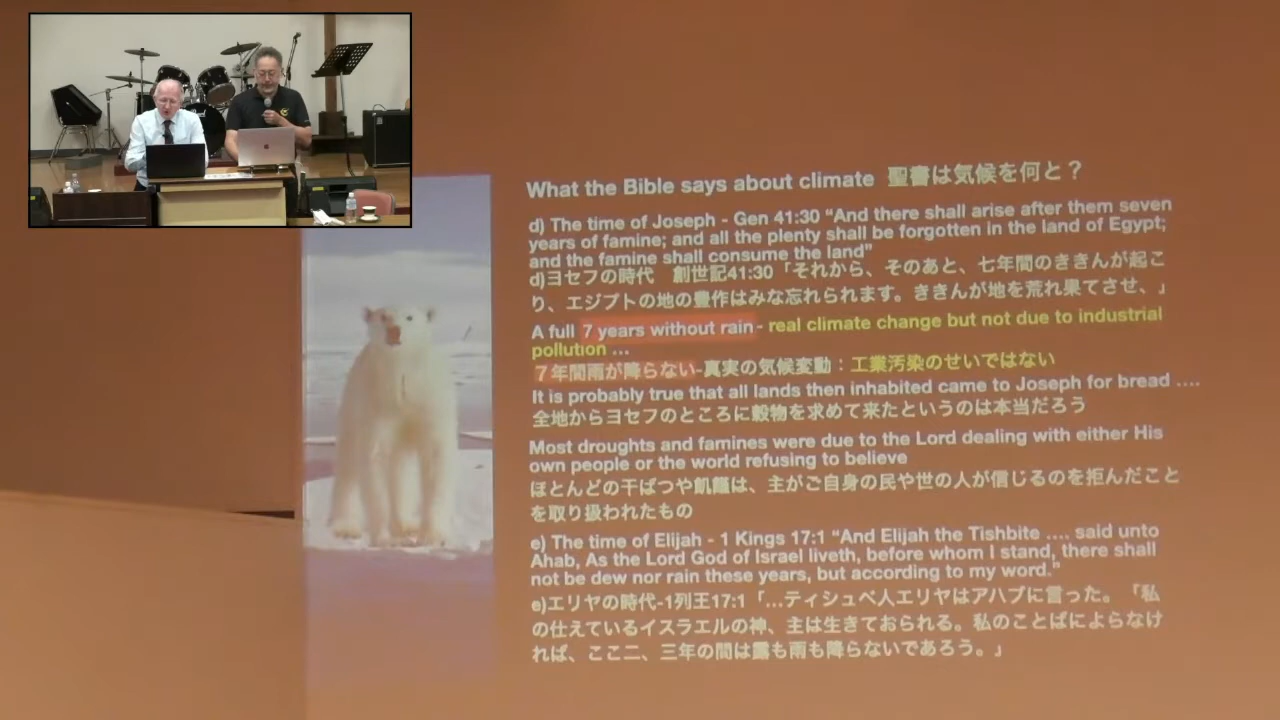 What the Bible says about climate 聖書は気候を何と？
d) The time of Joseph - Gen 41:30 “And there shall arise after them seven
years of famine; and all the plenty shall be forgotten in the land of Egypt;
and the famine shall consume the land”
d)ヨセフの時代　創世記41:30「それから、そのあと、七年間のききんが起こ
り、エジプトの地の豊作はみな忘れられます。ききんが地を荒れ果てさせ、」
A full 7 years without rain - real climate change but not due to industrial
pollution ...
７年間雨が降らない-真実の気候変動：工業汚染のせいではない
It is probably true that all lands then inhabited came to Joseph for bread ....
全地からヨセフのところに穀物を求めて来たというのは本当だろう
Most droughts and famines were due to the Lord dealing with either His
own people or the world refusing to believe
ほとんどの干ばつや飢饉は、主がご自身の民や世の人が信じるのを拒んだこと
を取り扱われたもの
e) The time of Elijah - 1 Kings 17:1 “And Elijah the Tishbite .... said unto
Ahab, As the Lord God of Israel liveth, before whom I stand, there shall
not be dew nor rain these years, but according to my word.”
e)エリヤの時代-1列王17:1「...ティシュベ人エリヤはアハブに言った。「私
の仕えているイスラエルの神、主は生きておられる。私のことばによらなけ
れば、ここ二、三年の間は露も雨も降らないであろう。」